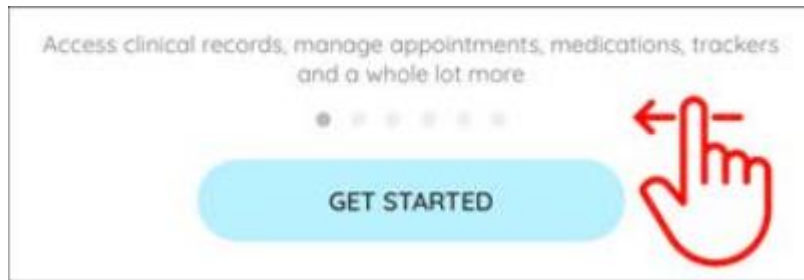 Access clinical records, manage appointments, medications, trackers
and a whole lot more
GET STARTED